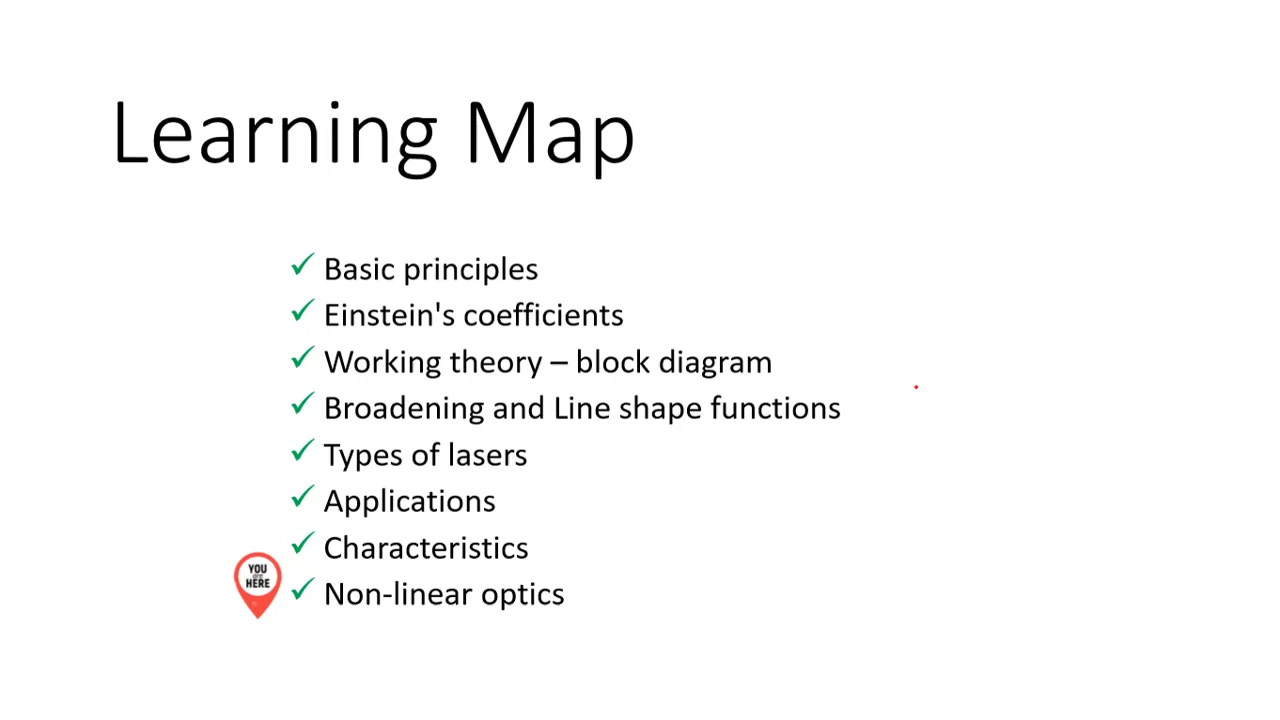 Learning Map
Basic principles
Einstein's coefficients
Working theory – block diagram
Broadening and Line shape functions
Types of lasers
Applications
Characteristics
YOU
are
HERE
Non-linear optics